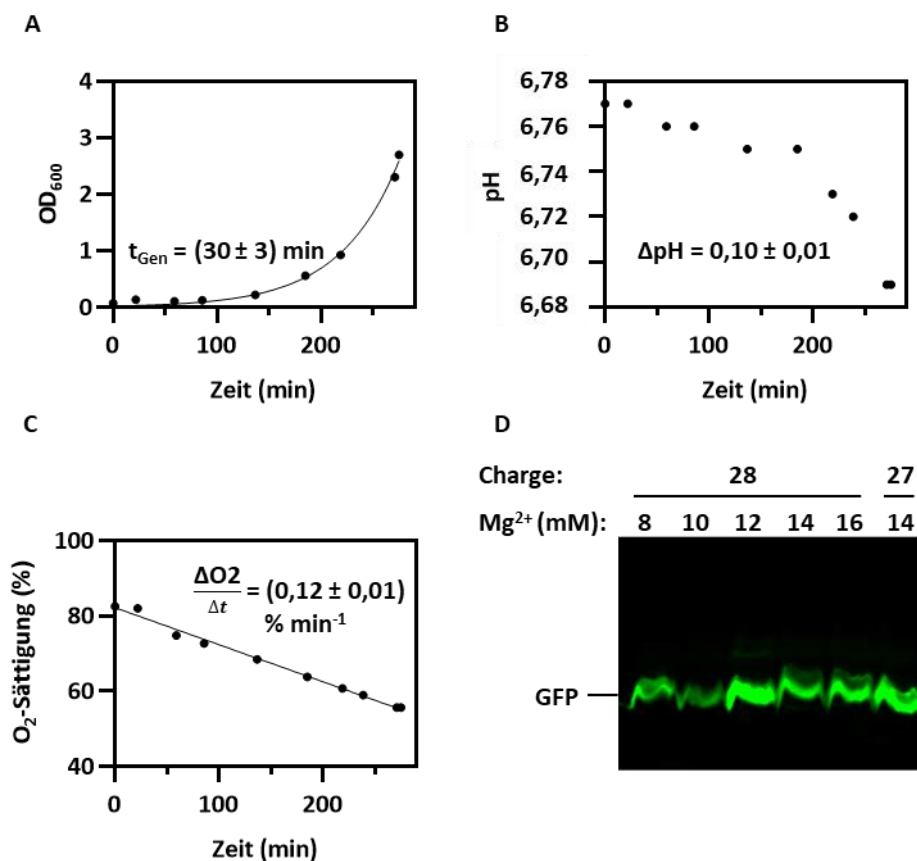 A
4
3
2
1
0
OD600
tGen = (30 ± 3) min
0
100
200
Zeit (min)
B
6,78
6,76
6,74
6,72
6,70
6,68
pH
ΔpH = 0,10 ± 0,01
0
100
200
Zeit (min)
C
100
80
60
40
O2-Sättigung (%)
ΔO2
Δt
= (0,12 ± 0,01)
% min-1
0
100
200
Zeit (min)
D
Charge: 28 27
Mg2+ (mM): 8 10 12 14 16 14
GFP